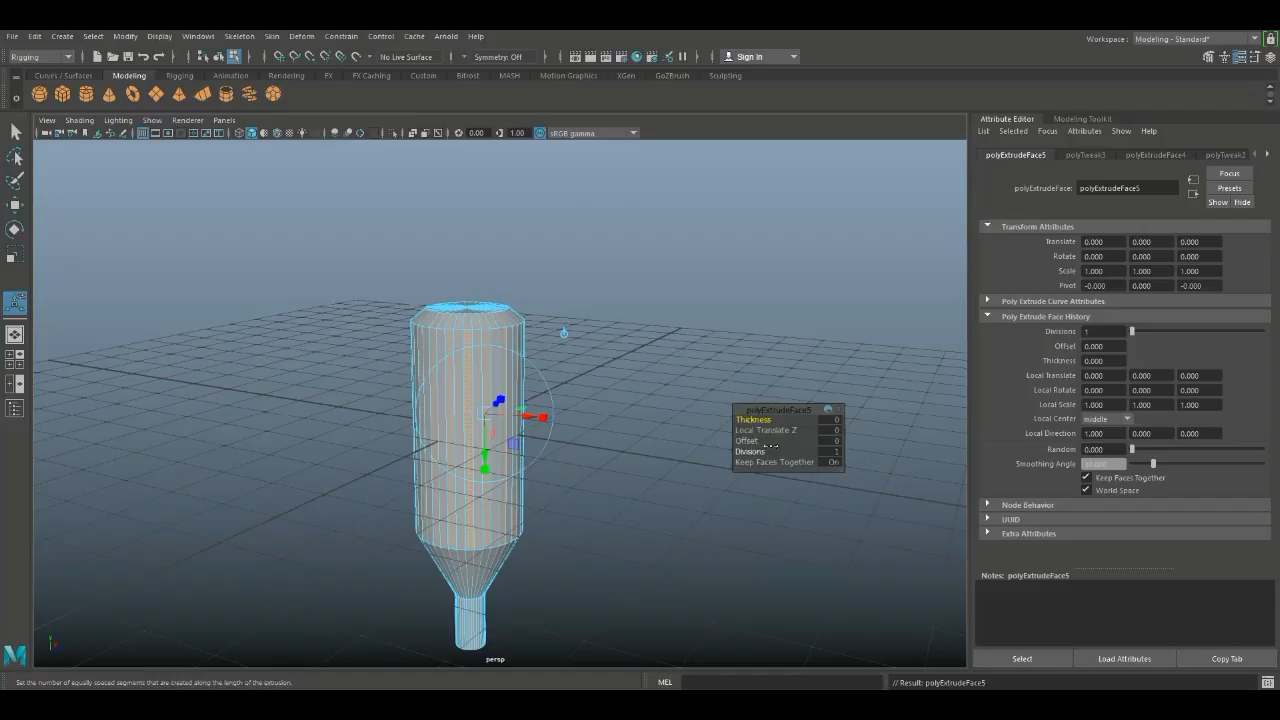 File Edit Create Select Modify Display Windows Skeleton Skin Deform Constrain Control Cache Arnold Help
Workspace: Modeling - Standard*
Rigging No Live Surface Symmetry: Off Sign In
Curves / Surfaces Modeling Rigging Animation Rendering FX FX Caching Custom Bifrost MASH Motion Graphics XGen GoZBrush Sculpting
View Shading Lighting Show Renderer Panels
0.00 1.00 sRGB gamma
Attribute Editor Modeling Toolkit
List Selected Focus Attributes Show Help
polyExtrudeFace5 polyTweak3 polyExtrudeFace4 polyTweak2
polyExtrudeFace: polyExtrudeFace5
Focus
Presets
Show Hide
Transform Attributes
Translate 0.000 0.000 0.000
Rotate 0.000 0.000 0.000
Scale 1.000 1.000 1.000
Pivot -0.000 0.000 -0.000
Poly Extrude Curve Attributes
Poly Extrude Face History
Divisions 1
Offset 0.000
Thickness 0.000
Local Translate 0.000 0.000 0.000
Local Rotate 0.000 0.000 0.000
Local Scale 1.000 1.000 1.000
Local Center middle
Local Direction 1.000 0.000 0.000
Random 0.000
Smoothing Angle
Keep Faces Together
World Space
Node Behavior
UUID
Extra Attributes
Notes: polyExtrudeFace5
Select Load Attributes Copy Tab
polyExtrudeFace5
Thickness 0
Local Translate Z 0
Offset 0
Divisions 1
Keep Faces Together On
persp
Set the number of equally spaced segments that are created along the length of the extrusion.
MEL
// Result: polyExtrudeFace5